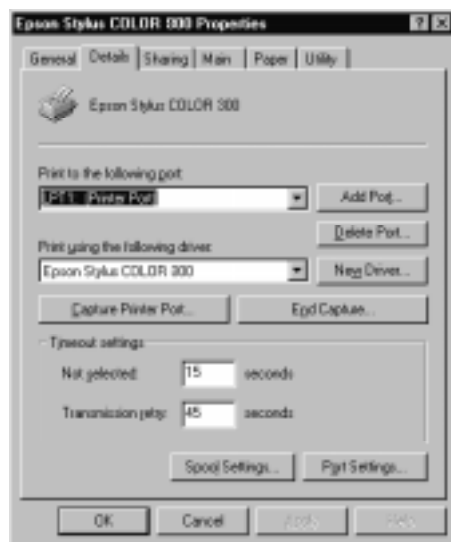 Epson Stylus COLOR 300 Properties
General Details Sharing Main Paper Utility
Epson Stylus COLOR 300
Print to the following port:
LPT1: (Printer Port)
Add Port...
Delete Port...
Print using the following driver:
Epson Stylus COLOR 300
New Driver...
Capture Printer Port... End Capture...
Timeout settings
Not selected: 15 seconds
Transmission retry: 45 seconds
Spool Settings... Port Settings...
OK Cancel Apply Help